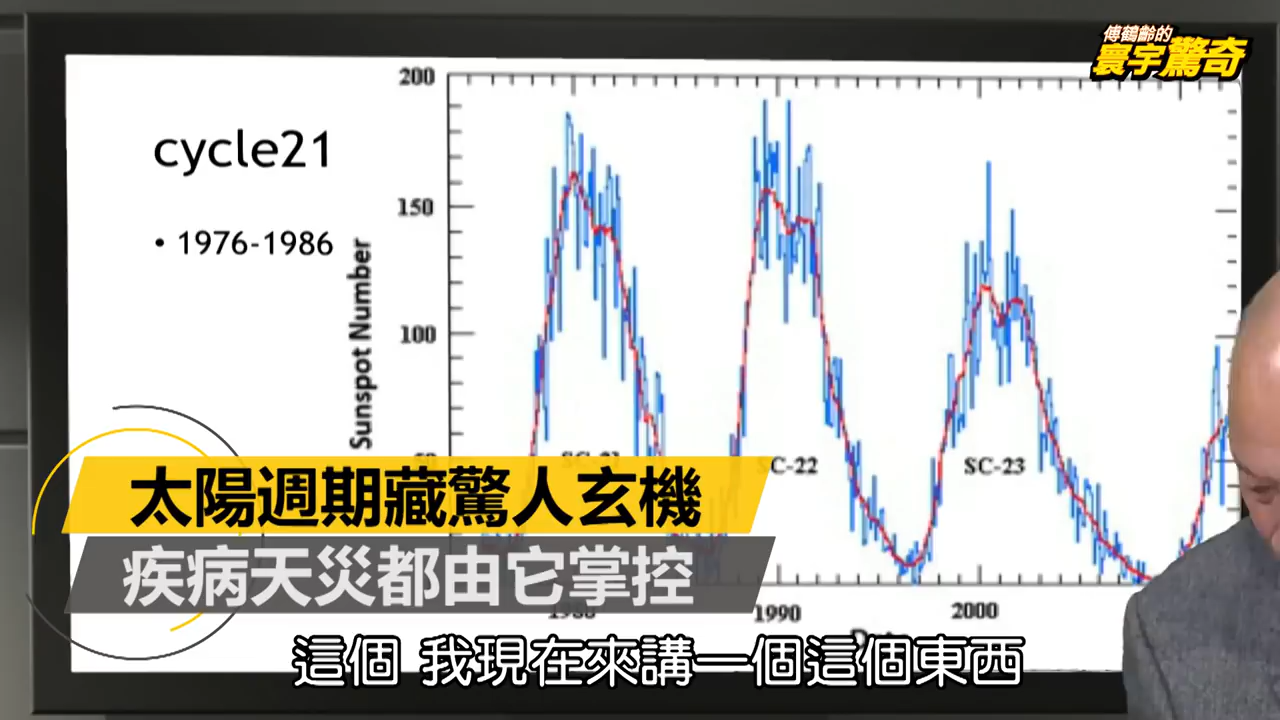 傅鶴齡的
寰宇驚奇
cycle21
• 1976-1986
Sunspot Number
200
150
100
SC-22
SC-23
1990
2000
太陽週期藏驚人玄機
疾病天災都由它掌控
這個 我現在來講一個這個東西